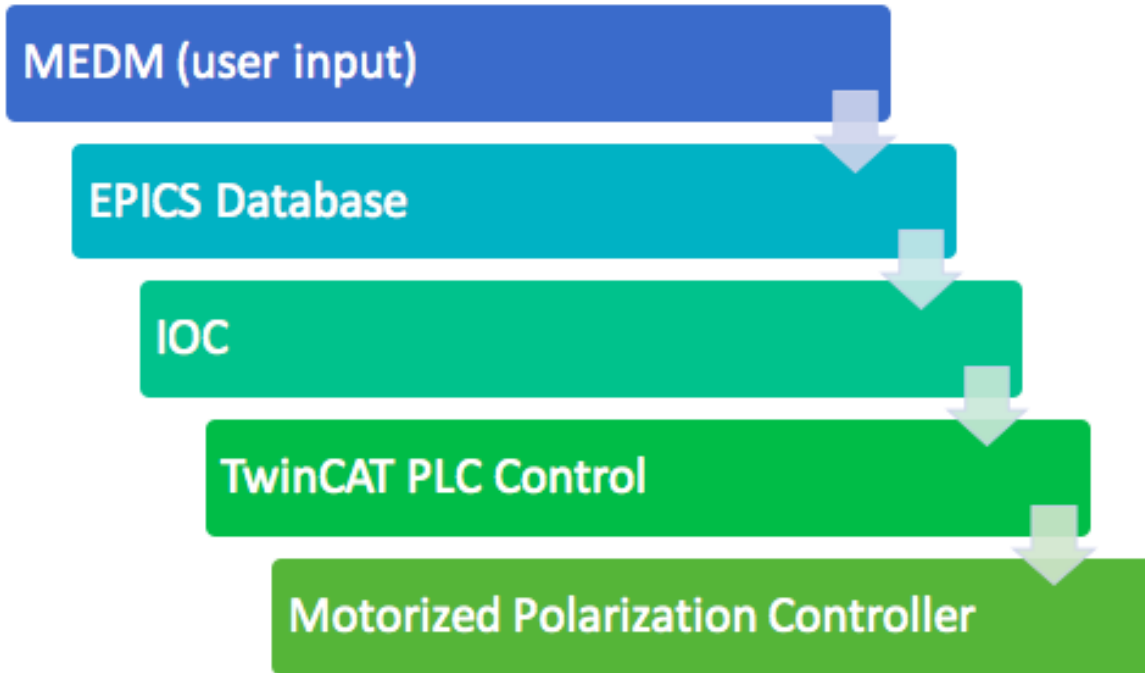 MEDM (user input)
EPICS Database
IOC
TwinCAT PLC Control
Motorized Polarization Controller